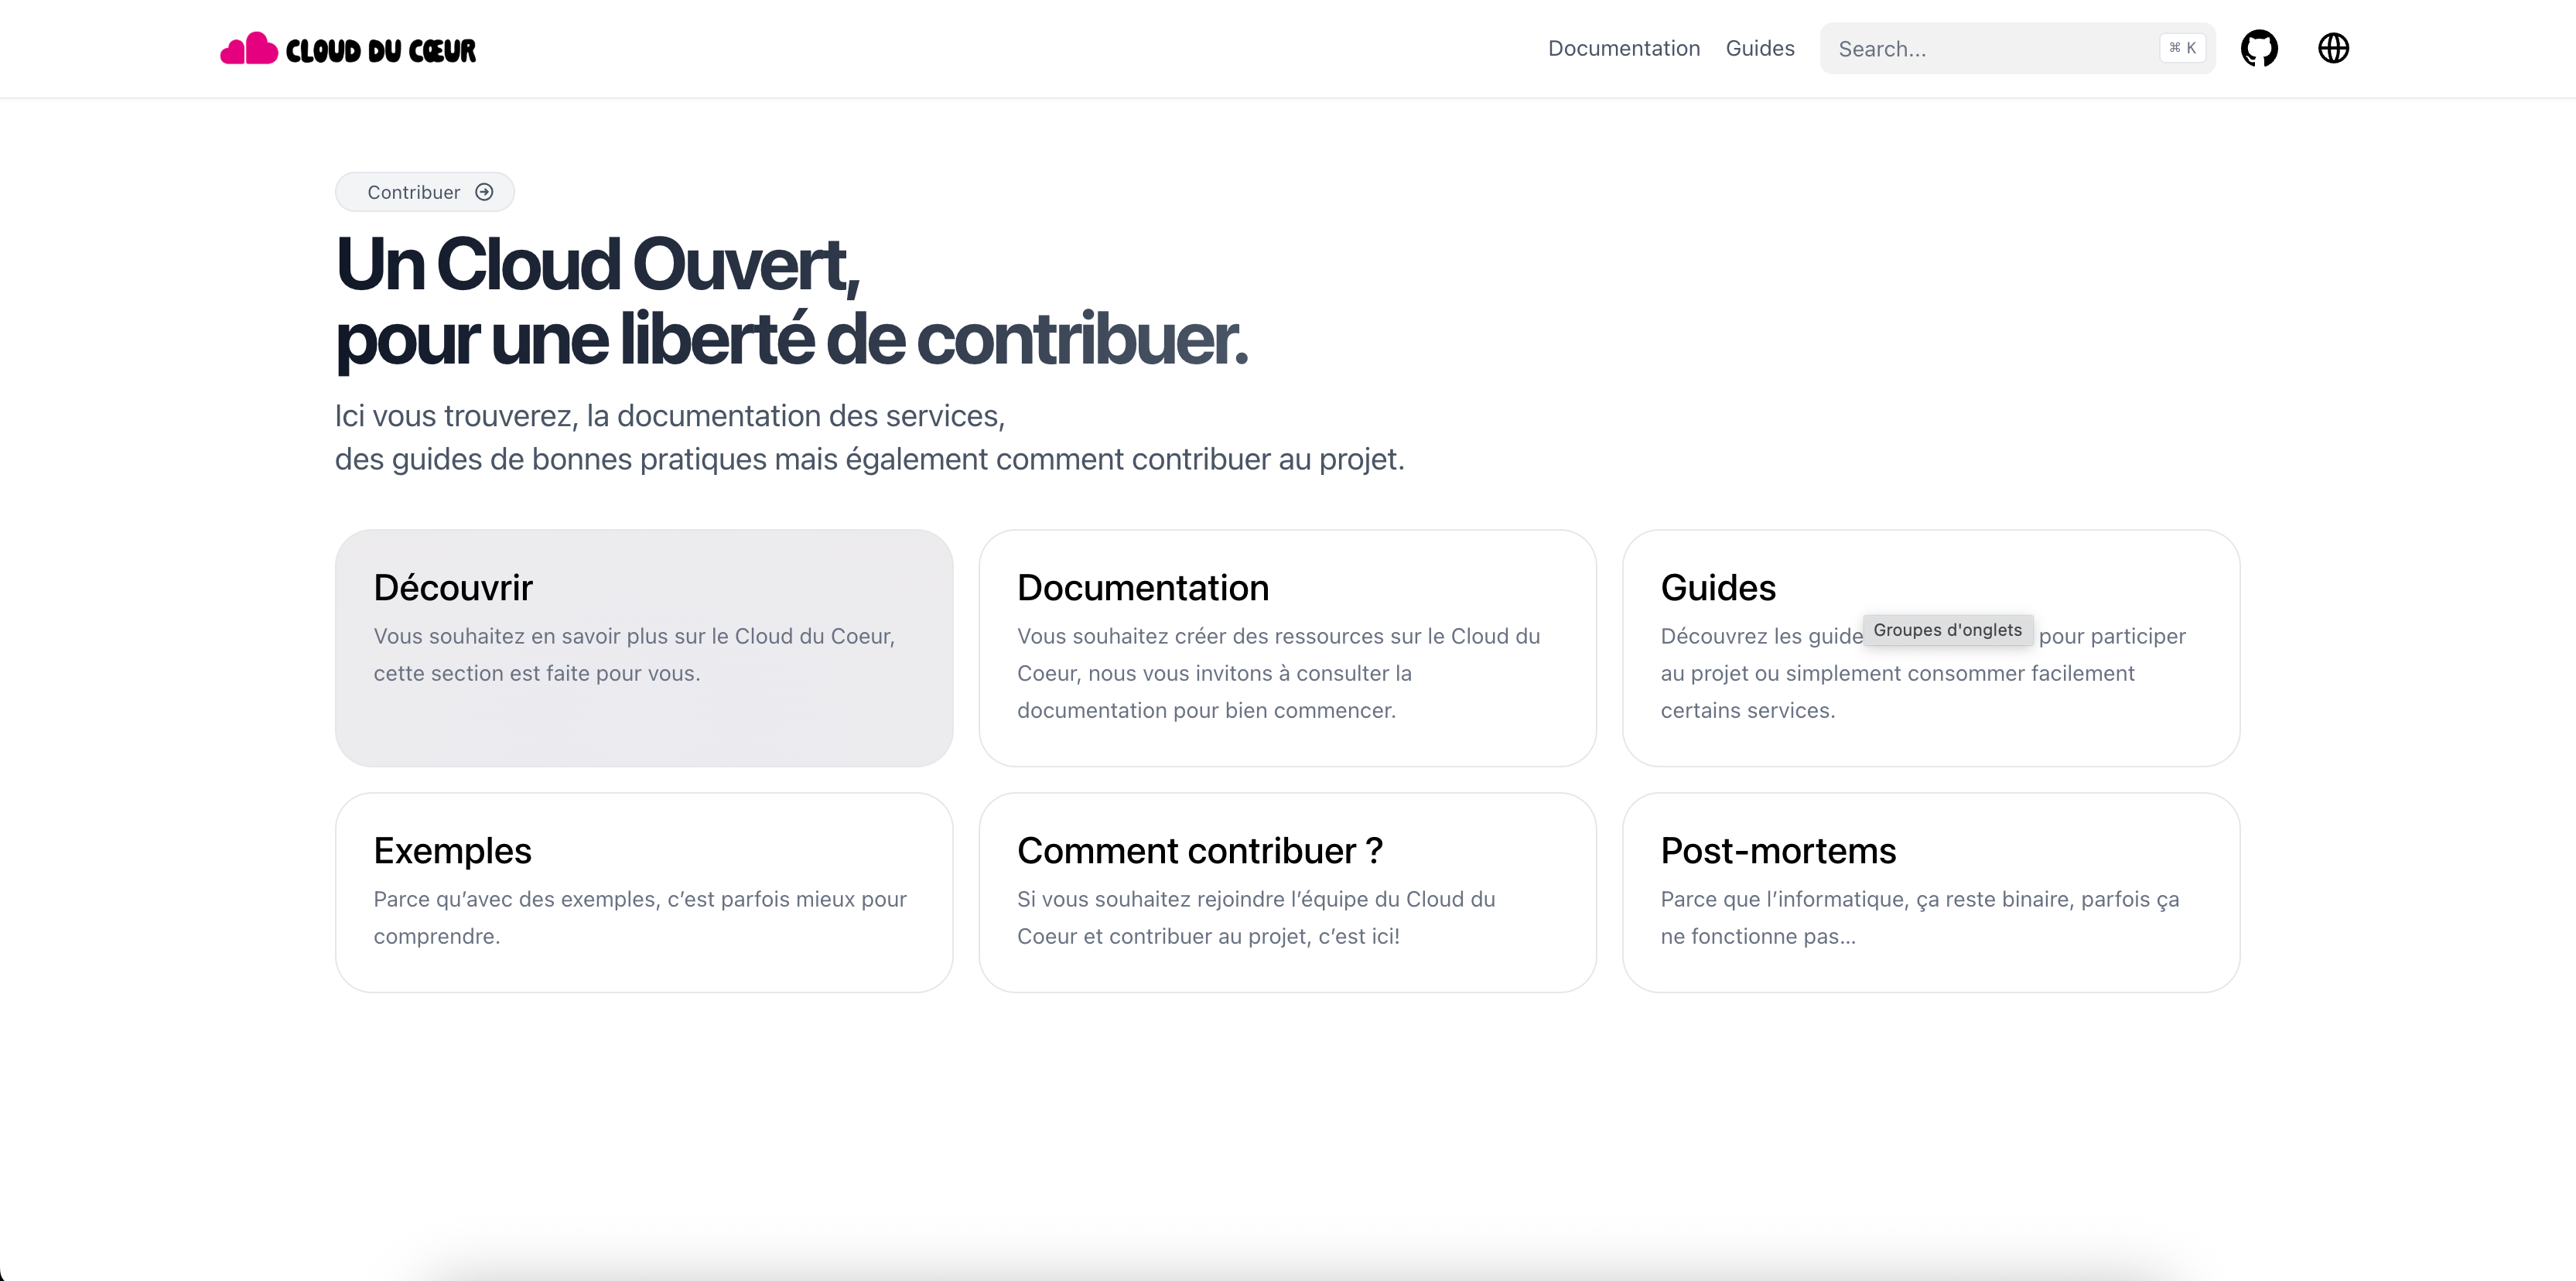 CLOUD DU CŒUR
Documentation Guides Search... ⌘ K
Contribuer
Un Cloud Ouvert,
pour une liberté de contribuer.
Ici vous trouverez, la documentation des services,
des guides de bonnes pratiques mais également comment contribuer au projet.
Découvrir
Vous souhaitez en savoir plus sur le Cloud du Coeur,
cette section est faite pour vous.
Documentation
Vous souhaitez créer des ressources sur le Cloud du
Coeur, nous vous invitons à consulter la
documentation pour bien commencer.
Guides
Découvrez les guide Groupes d'onglets pour participer
au projet ou simplement consommer facilement
certains services.
Exemples
Parce qu’avec des exemples, c’est parfois mieux pour
comprendre.
Comment contribuer ?
Si vous souhaitez rejoindre l’équipe du Cloud du
Coeur et contribuer au projet, c’est ici!
Post-mortems
Parce que l’informatique, ça reste binaire, parfois ça
ne fonctionne pas…